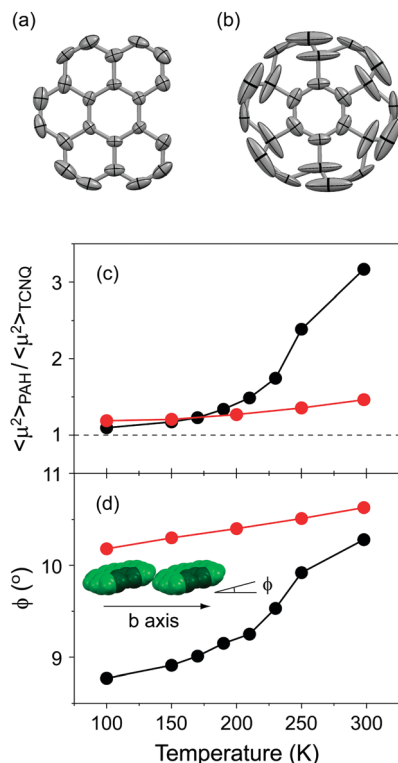 (a) (b)
(c)
<μ²>PAH / <μ²>TCNQ
3
2
1
(d)
ϕ (º)
11
10
9
ϕ
b axis
100 150 200 250 300
Temperature (K)